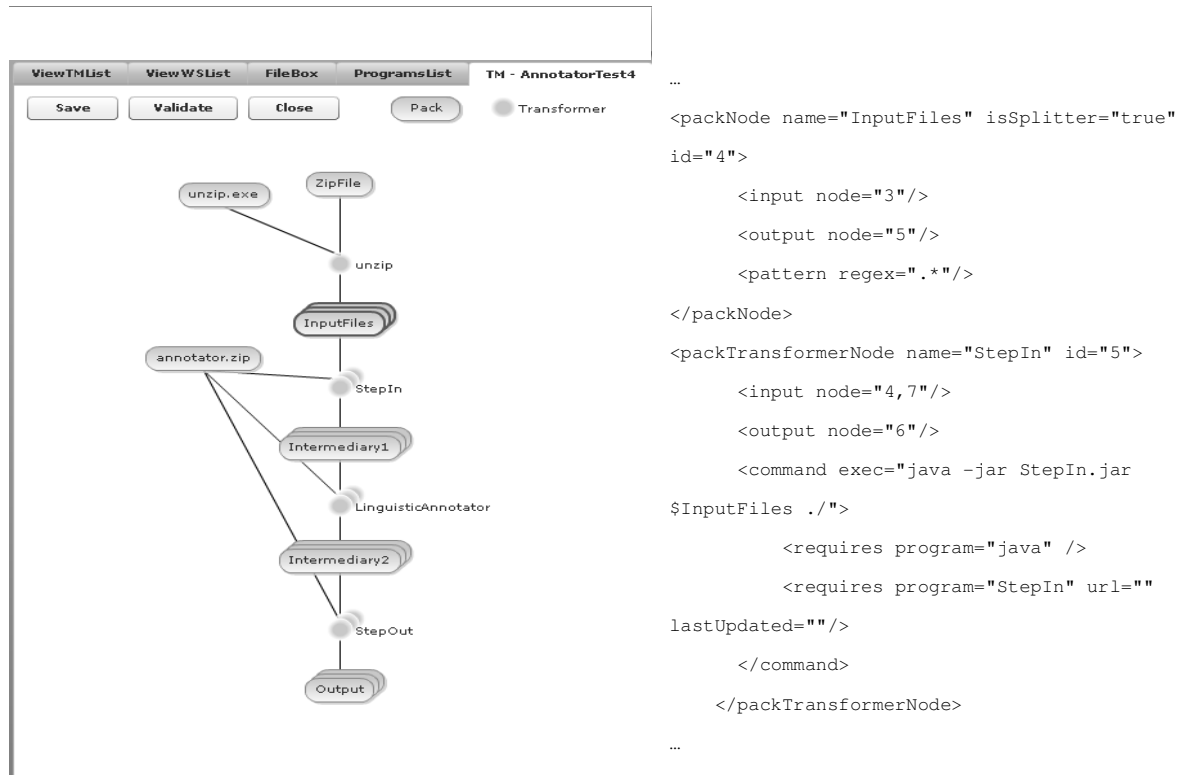 ViewTMList ViewWSList FileBox ProgramsList TM - AnnotatorTest4
Save Validate Close Pack Transformer
ZipFile
unzip.exe
unzip
InputFiles
annotator.zip
StepIn
Intermediary1
LinguisticAnnotator
Intermediary2
StepOut
Output
…
<packNode name="InputFiles" isSplitter="true"
id="4">
<input node="3"/>
<output node="5"/>
<pattern regex=".*"/>
</packNode>
<packTransformerNode name="StepIn" id="5">
<input node="4,7"/>
<output node="6"/>
<command exec="java –jar StepIn.jar
$InputFiles ./">
<requires program="java" />
<requires program="StepIn" url=""
lastUpdated=""/>
</command>
</packTransformerNode>
…